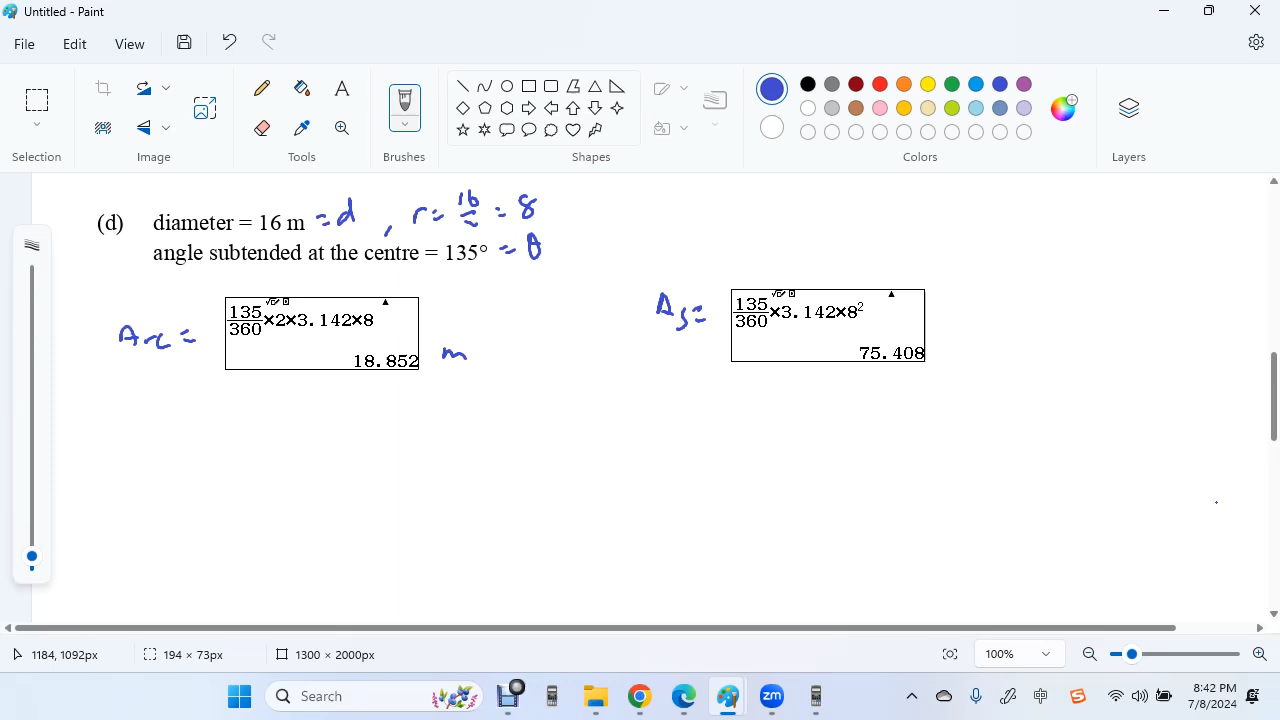 Untitled - Paint
File Edit View
Selection Image Tools Brushes Shapes Colors Layers
(d) diameter = 16 m = d , r = 16/2 = 8
angle subtended at the centre = 135° = θ
Arc = 135/360×2×3.142×8
18.852 m
As = 135/360×3.142×8²
75.408
1184, 1092px 194 × 73px 1300 × 2000px 100%
Search zm 中 S 8:42 PM
7/8/2024